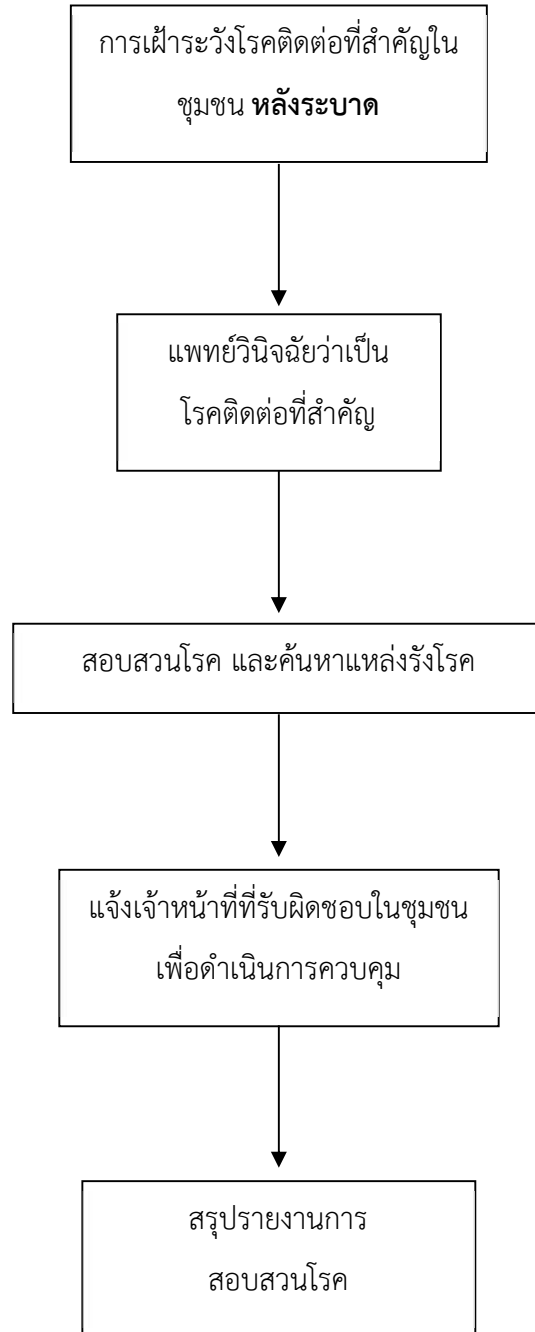 การเฝ้าระวังโรคติดต่อที่สำคัญใน
ชุมชน หลังระบาด
แพทย์วินิจฉัยว่าเป็น
โรคติดต่อที่สำคัญ
สอบสวนโรค และค้นหาแหล่งรังโรค
แจ้งเจ้าหน้าที่ที่รับผิดชอบในชุมชน
เพื่อดำเนินการควบคุม
สรุปรายงานการ
สอบสวนโรค